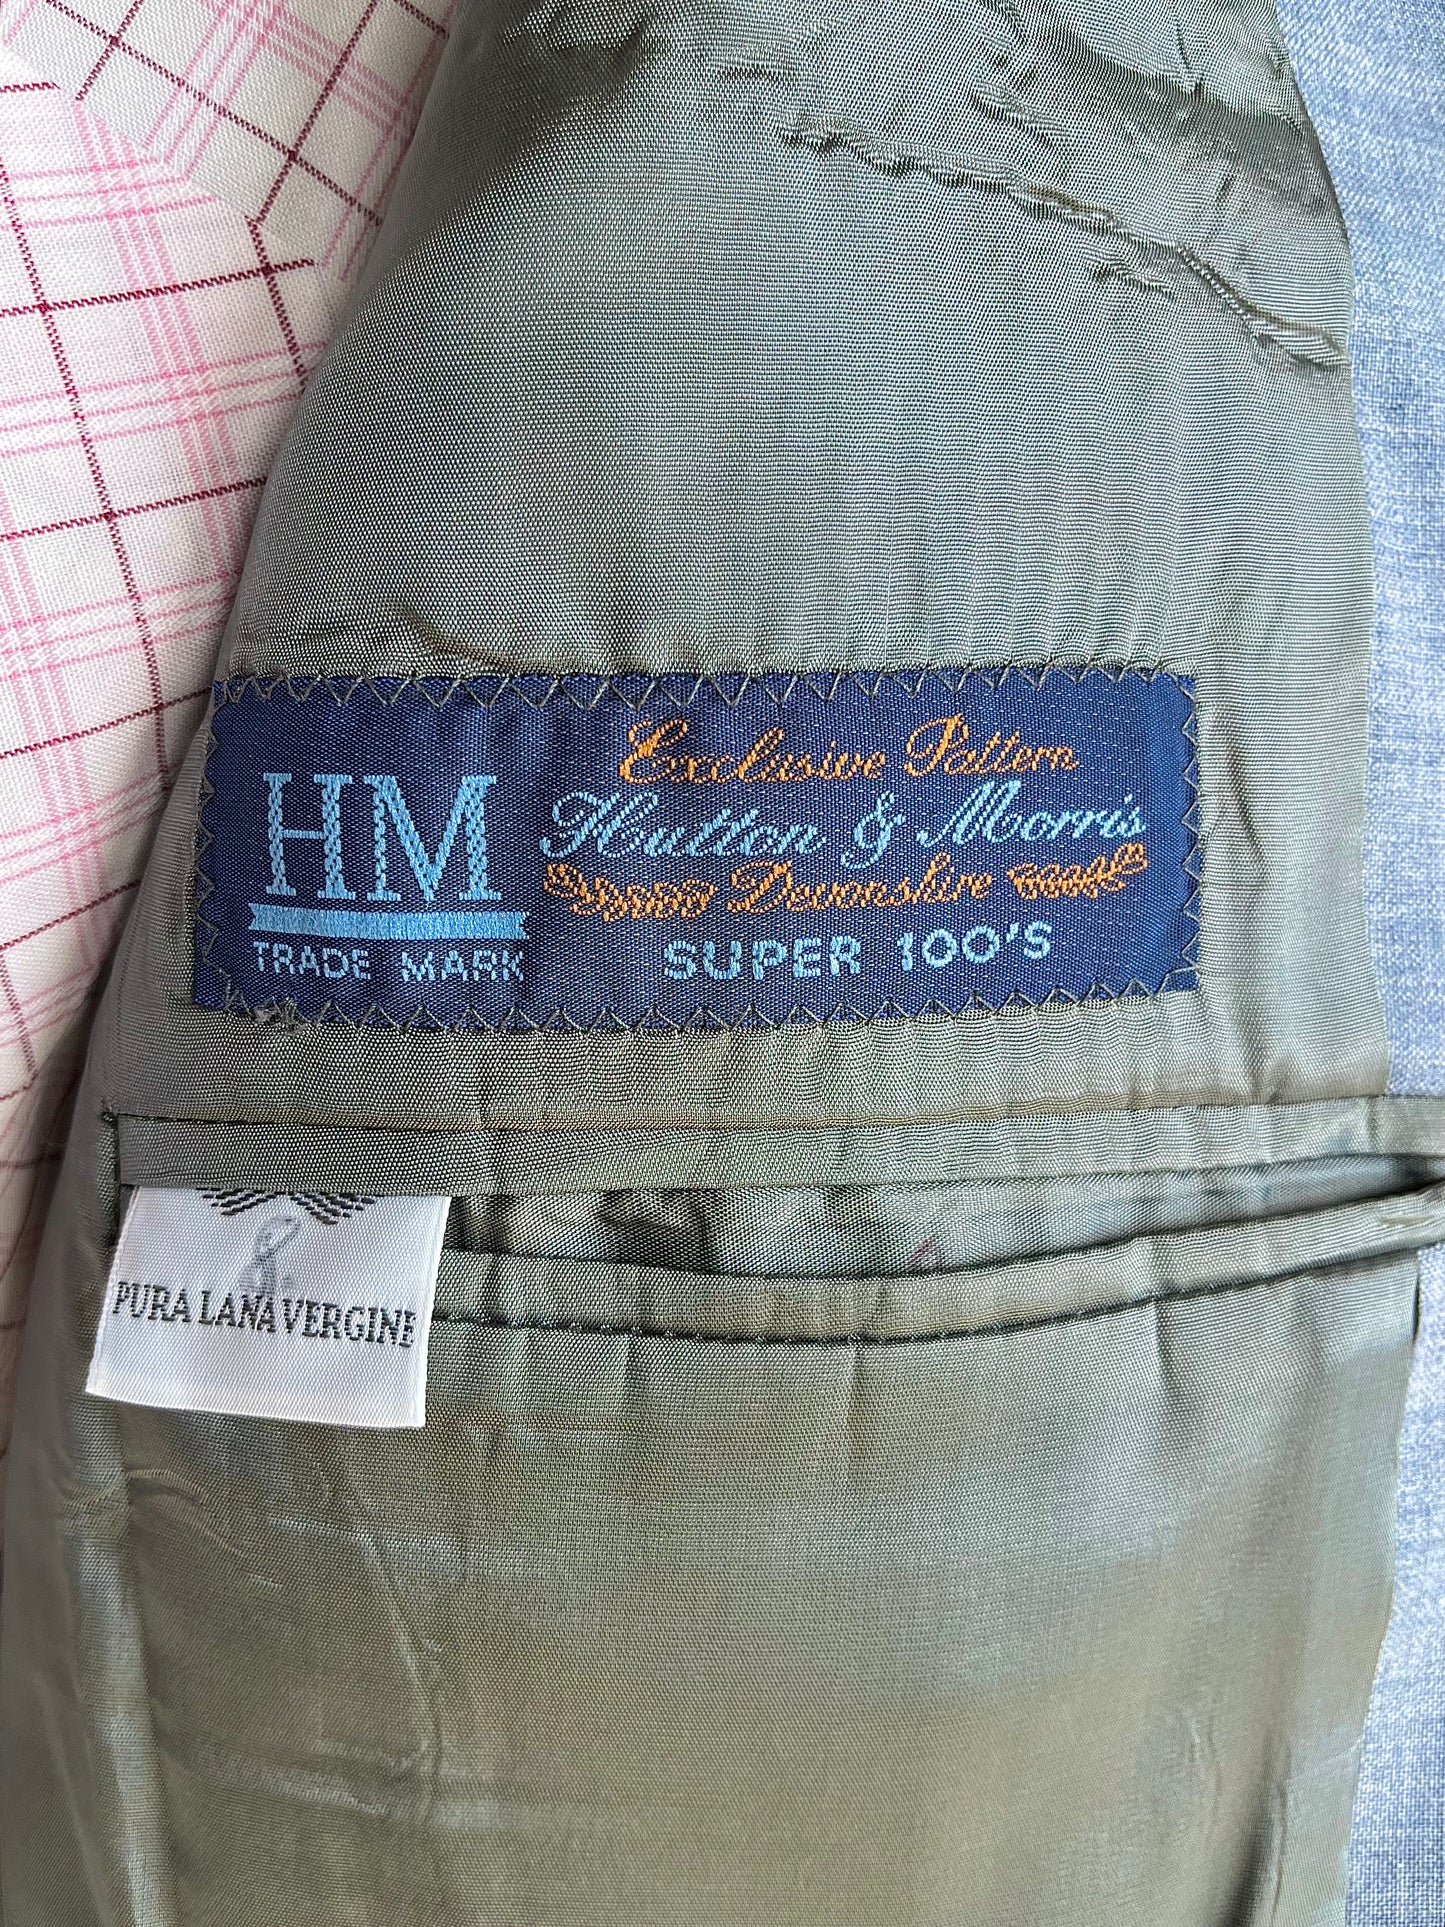 HM
TRADE MARK
Exclusive Pattern
Hutton & Morris
Devonshire
SUPER 100'S
PURA LANA VERGINE